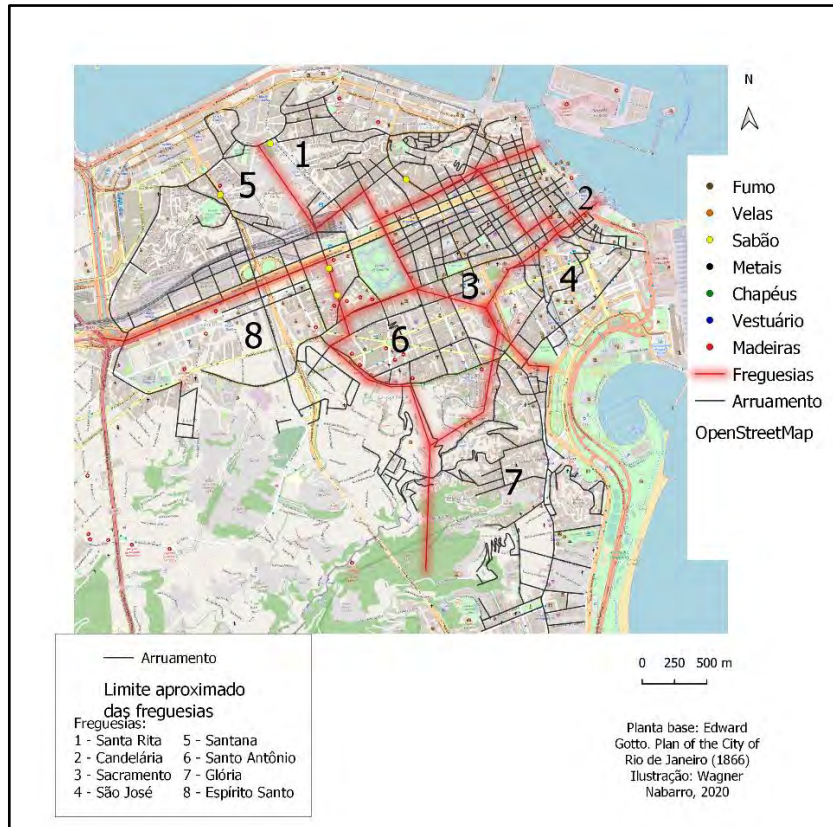 N
1
5
2
3
4
6
8
7
Fumo
Velas
Sabão
Metais
Chapéus
Vestuário
Madeiras
Freguesias
Arruamento
OpenStreetMap
Arruamento
Limite aproximado
das freguesias
Freguesias:
1 - Santa Rita 5 - Santana
2 - Candelária 6 - Santo Antônio
3 - Sacramento 7 - Glória
4 - São José 8 - Espírito Santo
0 250 500 m
Planta base: Edward
Gotto. Plan of the City of
Rio de Janeiro (1866)
Ilustração: Wagner
Nabarro, 2020